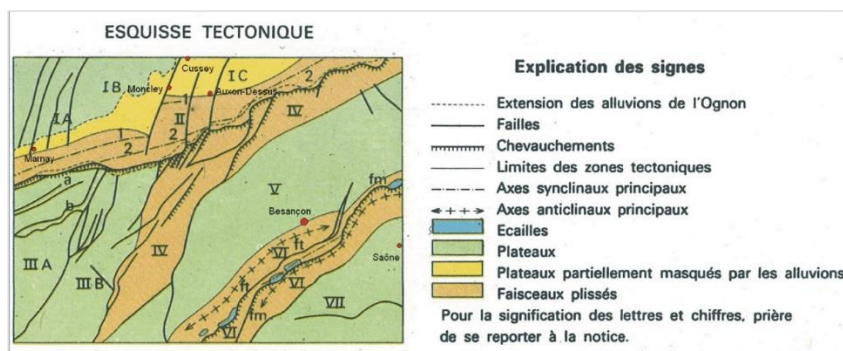 ESQUISSE TECTONIQUE
Cussey
I B
Moncley
I C
2
Auxon-Dessus
I A
1
II
IV
1
2
2
Marnay
a
b
V
fm
Besançon
ft
VI
Saône
IV
III A
III B
ft
VI
VII
fm
VI
Explication des signes
Extension des alluvions de l'Ognon
Failles
Chevauchements
Limites des zones tectoniques
Axes synclinaux principaux
Axes anticlinaux principaux
Ecailles
Plateaux
Plateaux partiellement masqués par les alluvions
Faisceaux plissés
Pour la signification des lettres et chiffres, prière
de se reporter à la notice.